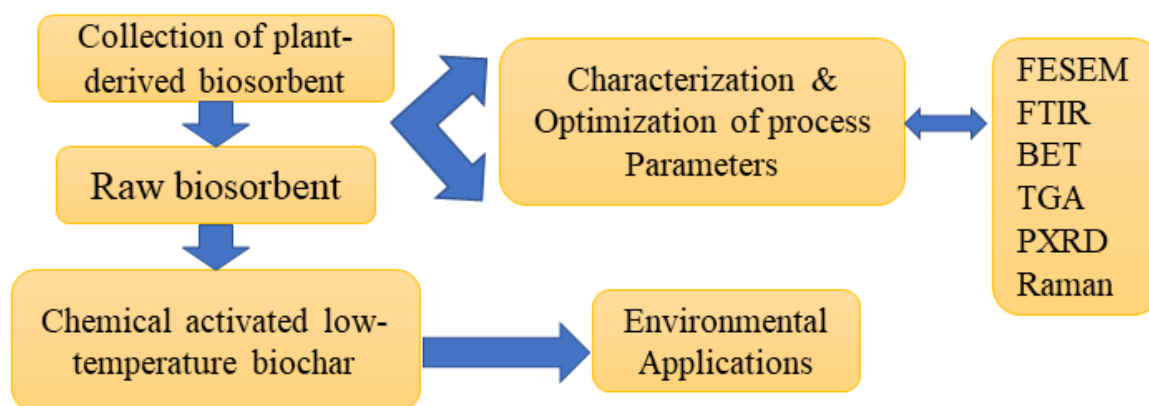 Collection of plant-
derived biosorbent
Raw biosorbent
Chemical activated low-
temperature biochar
Characterization &
Optimization of process
Parameters
Environmental
Applications
FESEM
FTIR
BET
TGA
PXRD
Raman